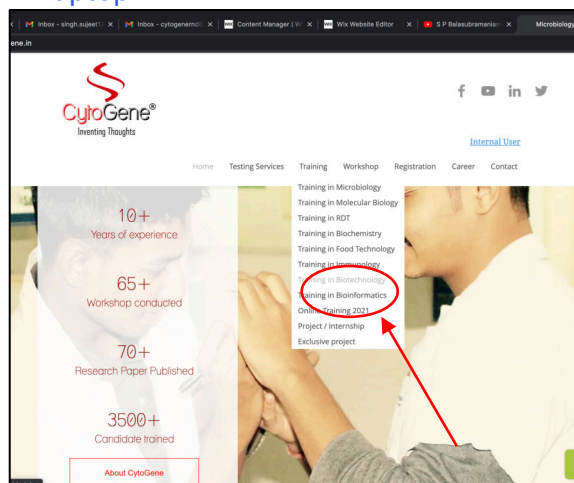 Inbox - singh.sujeet1
Inbox - cytogenemdb
Content Manager | W
Wix Website Editor
S P Balasubramaniam
Microbiology
ene.in
CytoGene®
Inventing Thoughts
Internal User
Home Testing Services Training Workshop Registration Career Contact
Training in Microbiology
Training in Molecular Biology
Training in RDT
Training in Biochemistry
Training in Food Technology
Training in Immunology
Training in Biotechnology
Training in Bioinformatics
Online Training 2021
Project / Internship
Exclusive project
10+
Years of experience
65+
Workshop conducted
70+
Research Paper Published
3500+
Candidate trained
About CytoGene